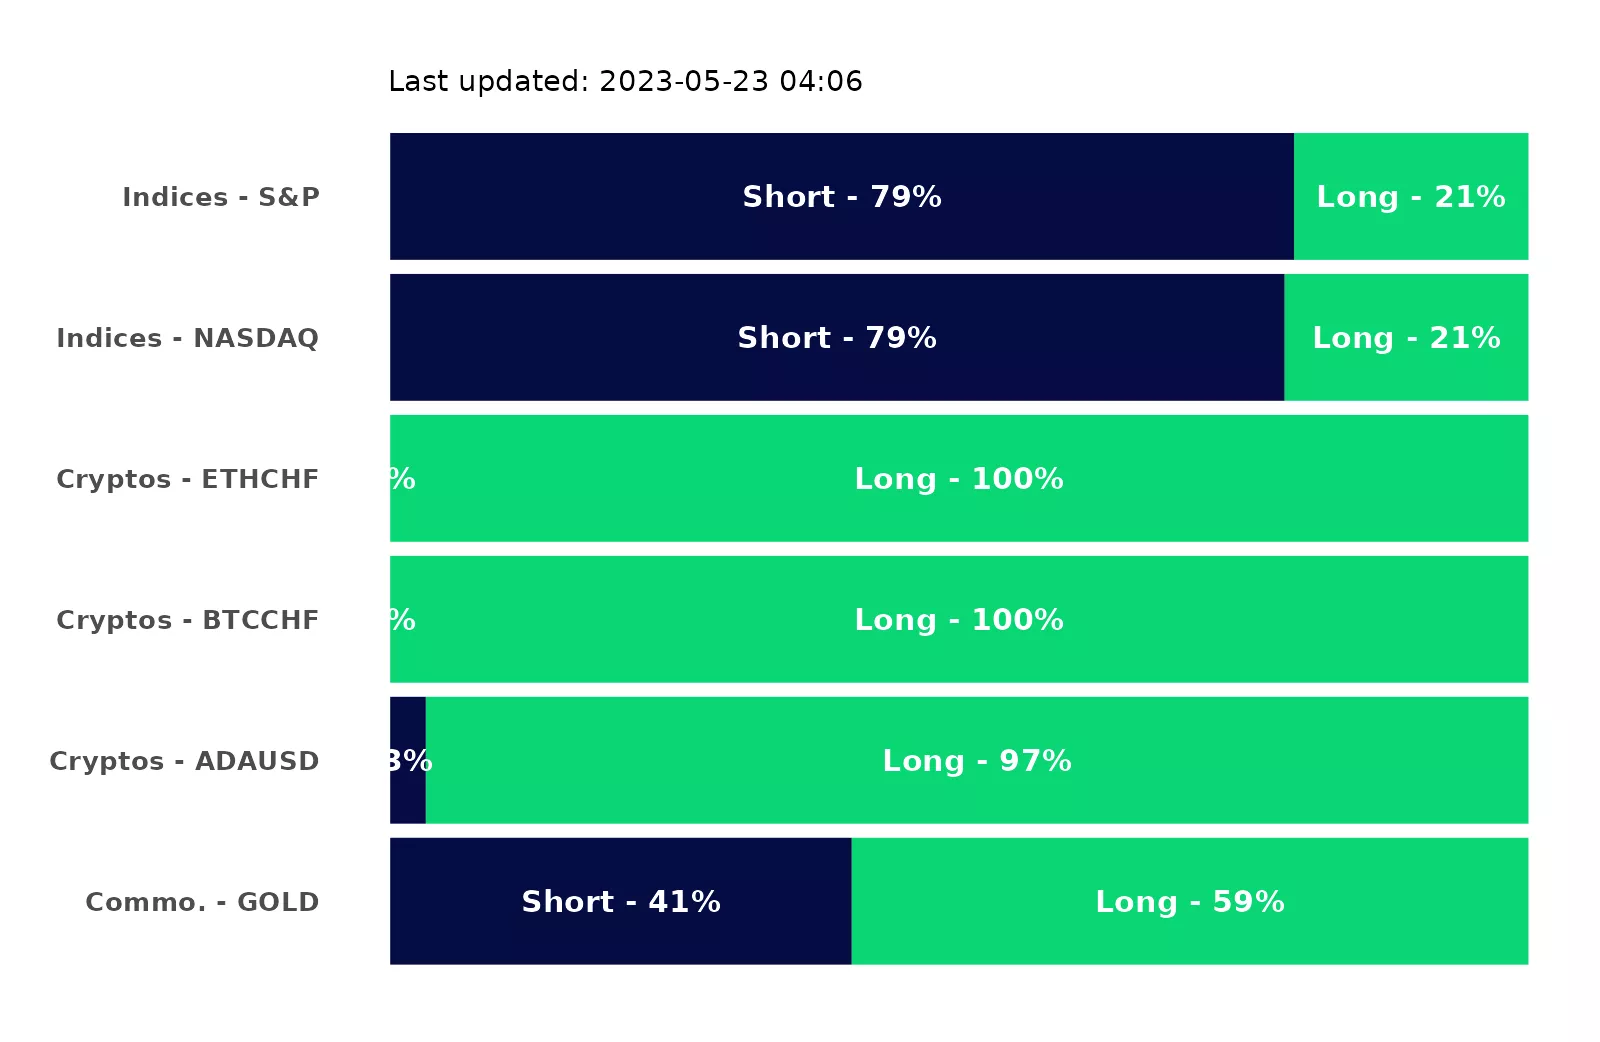 Last updated: 2023-05-23 04:06
Indices - S&P Short - 79% Long - 21%
Indices - NASDAQ Short - 79% Long - 21%
Cryptos - ETHCHF % Long - 100%
Cryptos - BTCCHF % Long - 100%
Cryptos - ADAUSD 3% Long - 97%
Commo. - GOLD Short - 41% Long - 59%